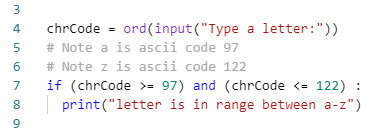 3
4 chrCode = ord(input("Type a letter:"))
5 # Note a is ascii code 97
6 # Note z is ascii code 122
7 if (chrCode >= 97) and (chrCode <= 122) :
8   print("letter is in range between a-z")
9